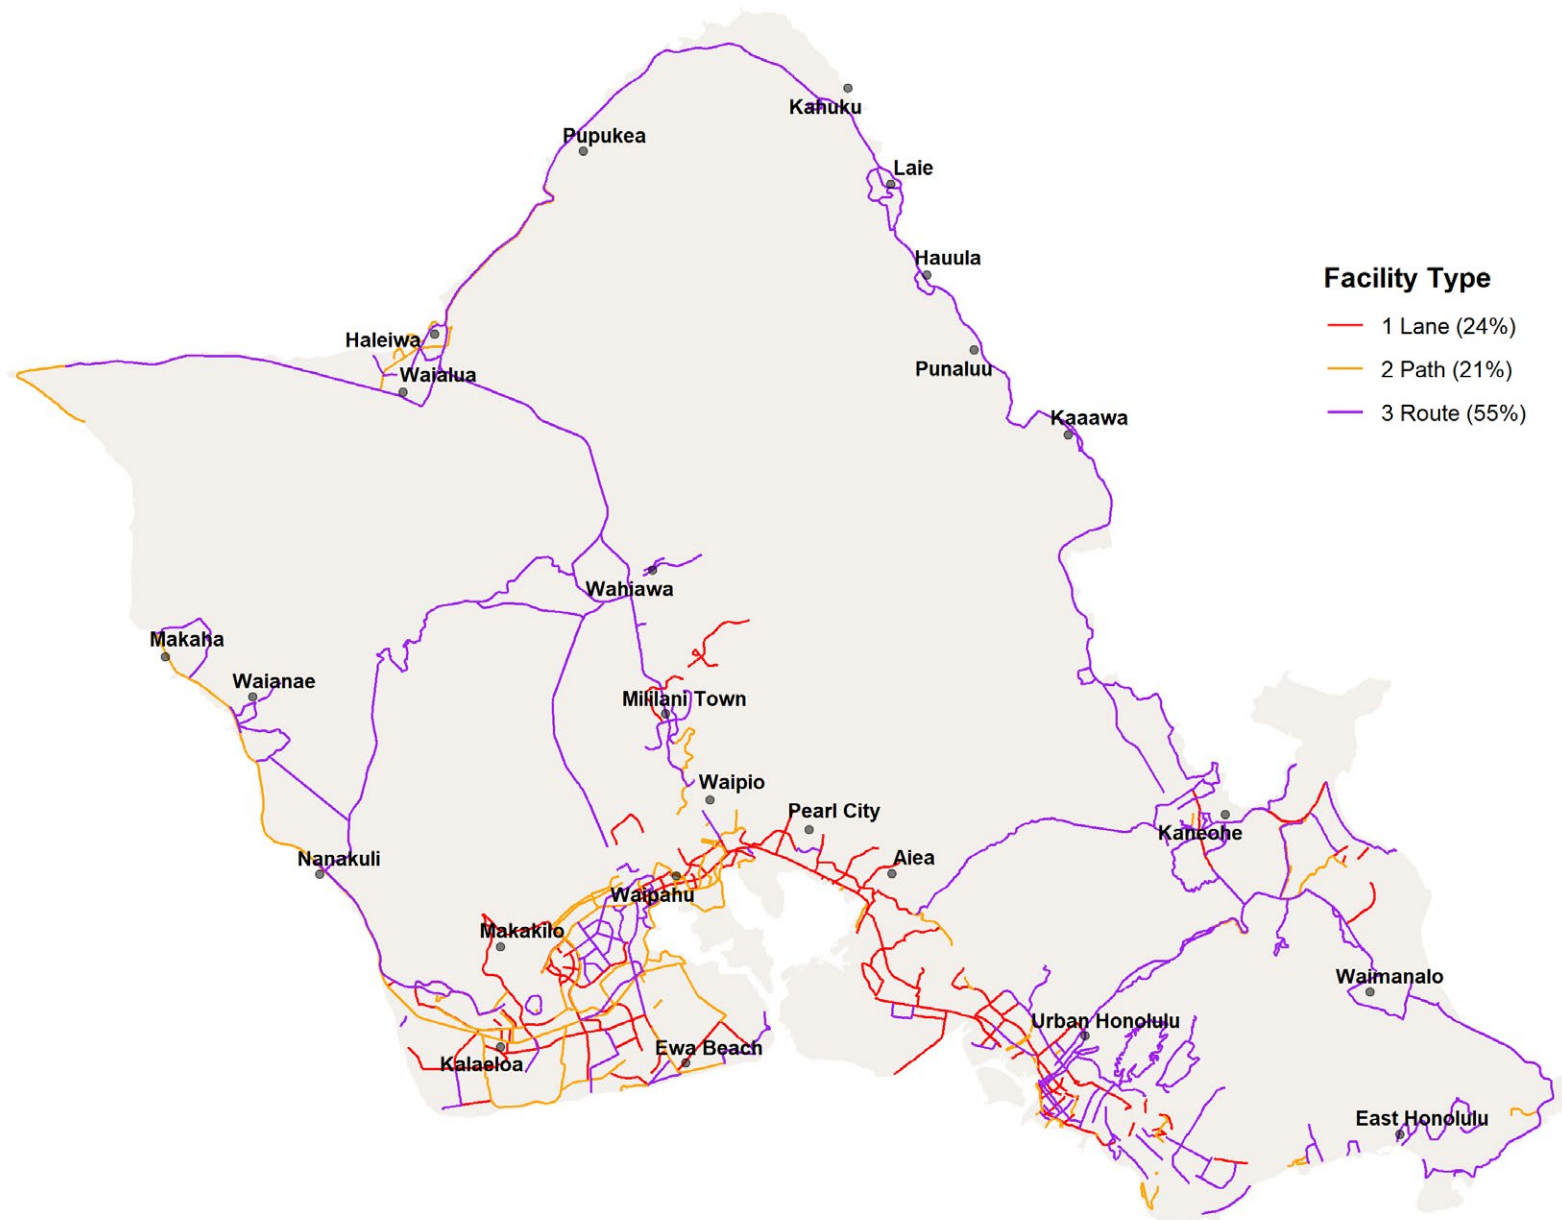 Kahuku
Pupukea
Laie
Hauula
Facility Type
1 Lane (24%)
Haleiwa
2 Path (21%)
Punaluu
Waialua
3 Route (55%)
Kaaawa
Wahiawa
Makaha
Waianae
Mililani Town
Waipio
Pearl City
Kaneohe
Nanakuli
Aiea
Waipahu
Makakilo
Waimanalo
Urban Honolulu
Ewa Beach
Kalaeloa
East Honolulu